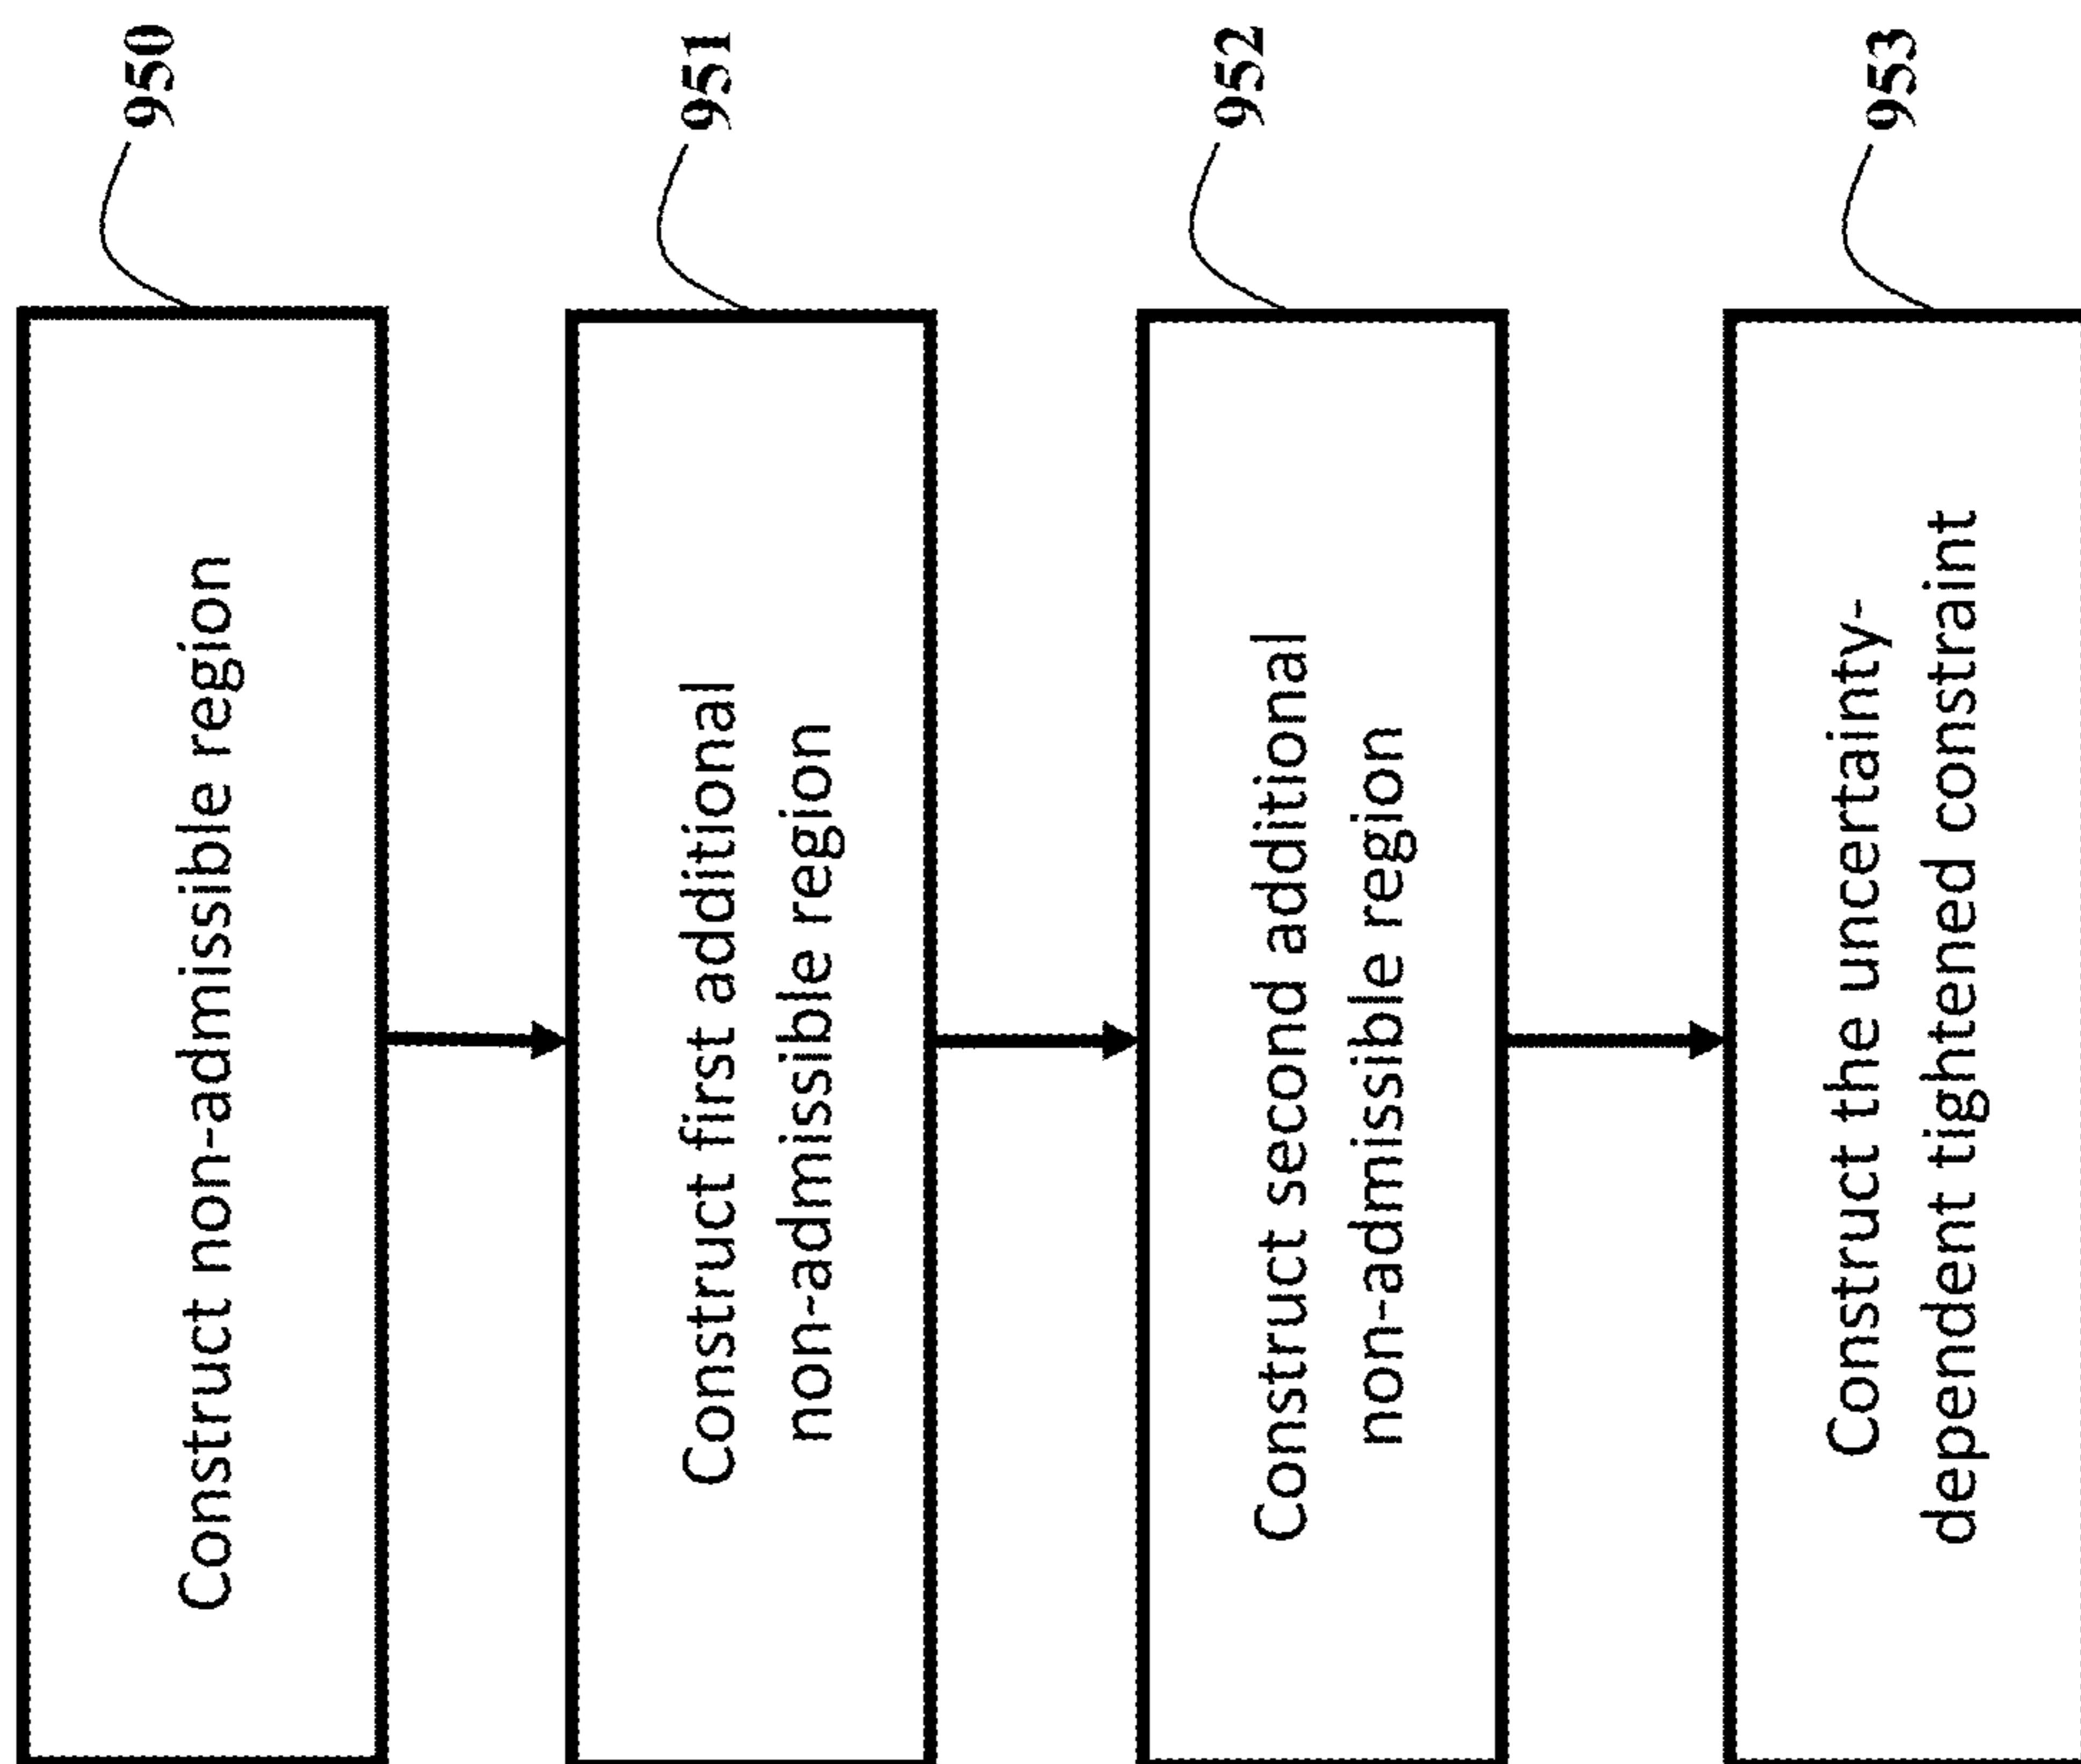 Construct non-admissible region
950
Construct first additional
non-admissible region
951
Construct second additional
non-admissible region
952
Construct the uncertainty-
dependent tightened constraint
953